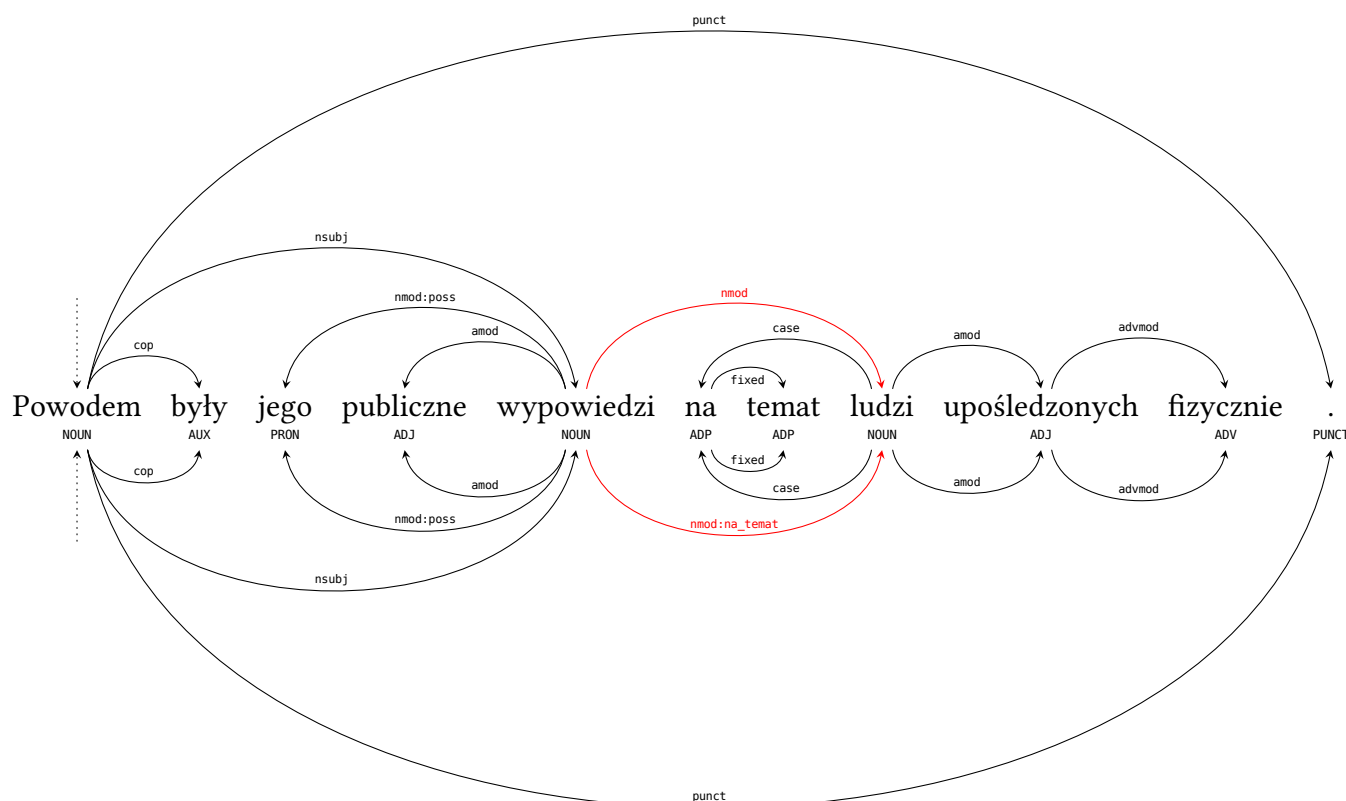 punct
nsubj
nmod:poss nmod
cop amod case amod advmod
fixed
Powodem były jego publiczne wypowiedzi na temat ludzi upośledzonych fizycznie .
NOUN AUX PRON ADJ NOUN ADP ADP NOUN ADJ ADV PUNCT
fixed
cop amod case amod advmod
nmod:poss nmod:na_temat
nsubj
punct